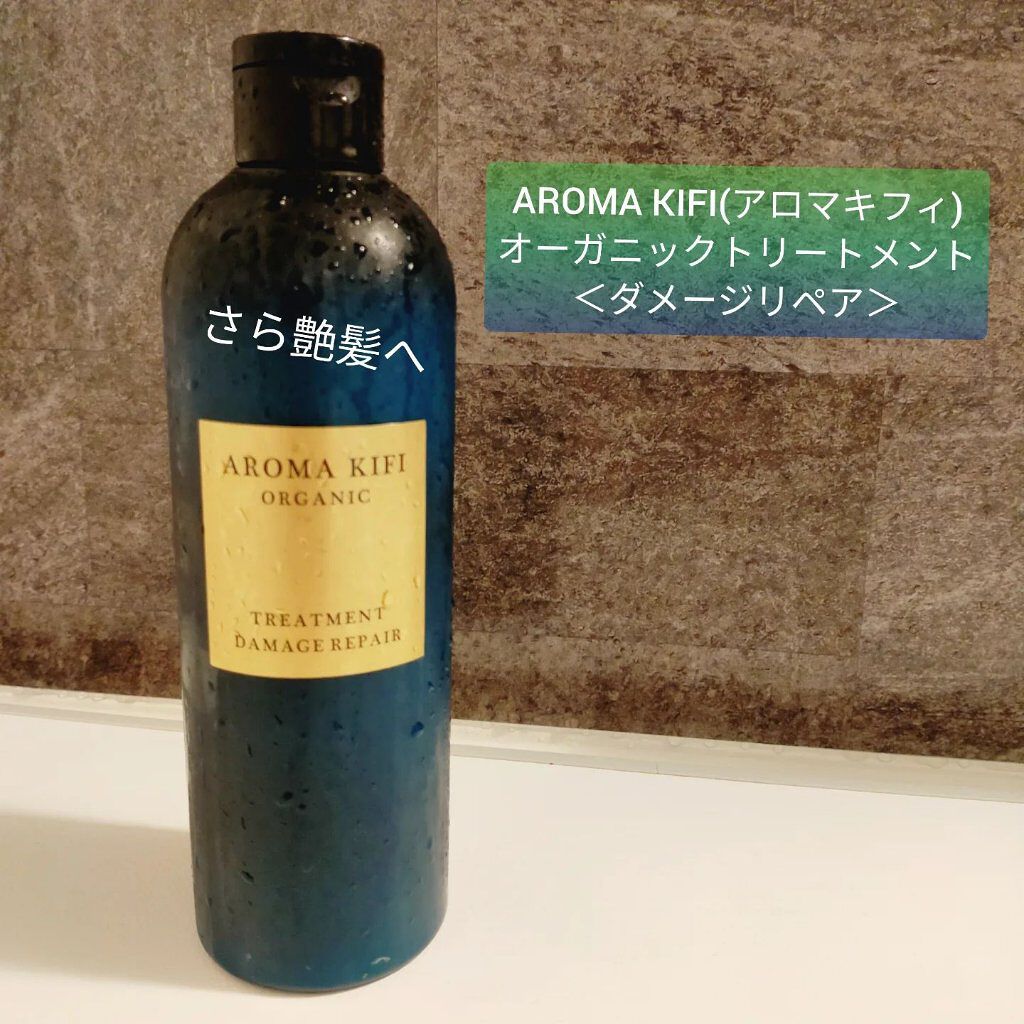 AROMA KIFI(アロマキフィ)
オーガニックトリートメント
＜ダメージリペア＞
さら艶髪へ
AROMA KIFI
ORGANIC
TREATMENT
DAMAGE REPAIR